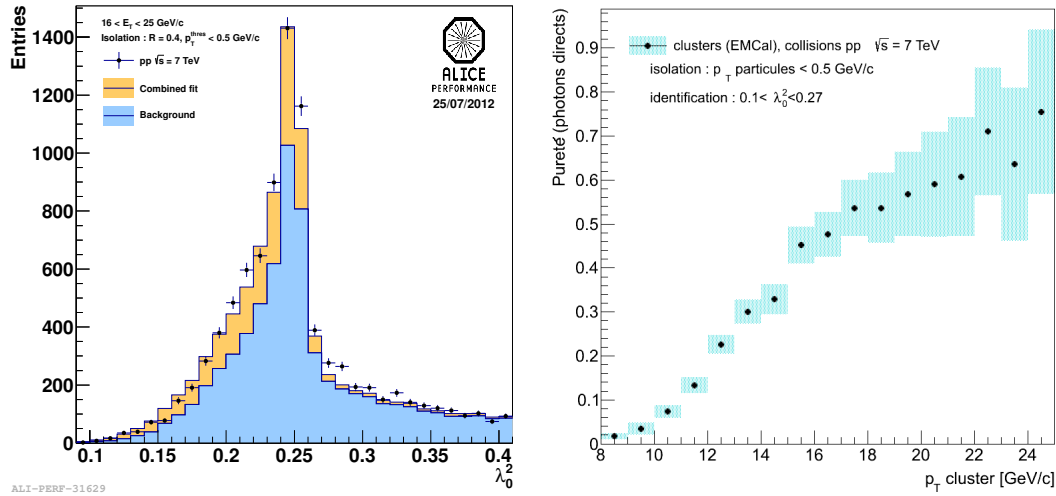 Entries
16 < E_T < 25 GeV/c
Isolation : R = 0.4, p_T^thres < 0.5 GeV/c
pp √s = 7 TeV
Combined fit
Background
ALICE
PERFORMANCE
25/07/2012
1400
1200
1000
800
600
400
200
0
0.1 0.15 0.2 0.25 0.3 0.35 0.4
λ_0^2
ALI-PERF-31629
Pureté (photons directs)
clusters (EMCal), collisions pp √s = 7 TeV
isolation : p_T particules < 0.5 GeV/c
identification : 0.1< λ_0^2<0.27
0.9
0.8
0.7
0.6
0.5
0.4
0.3
0.2
0.1
0
8 10 12 14 16 18 20 22 24
p_T cluster [GeV/c]